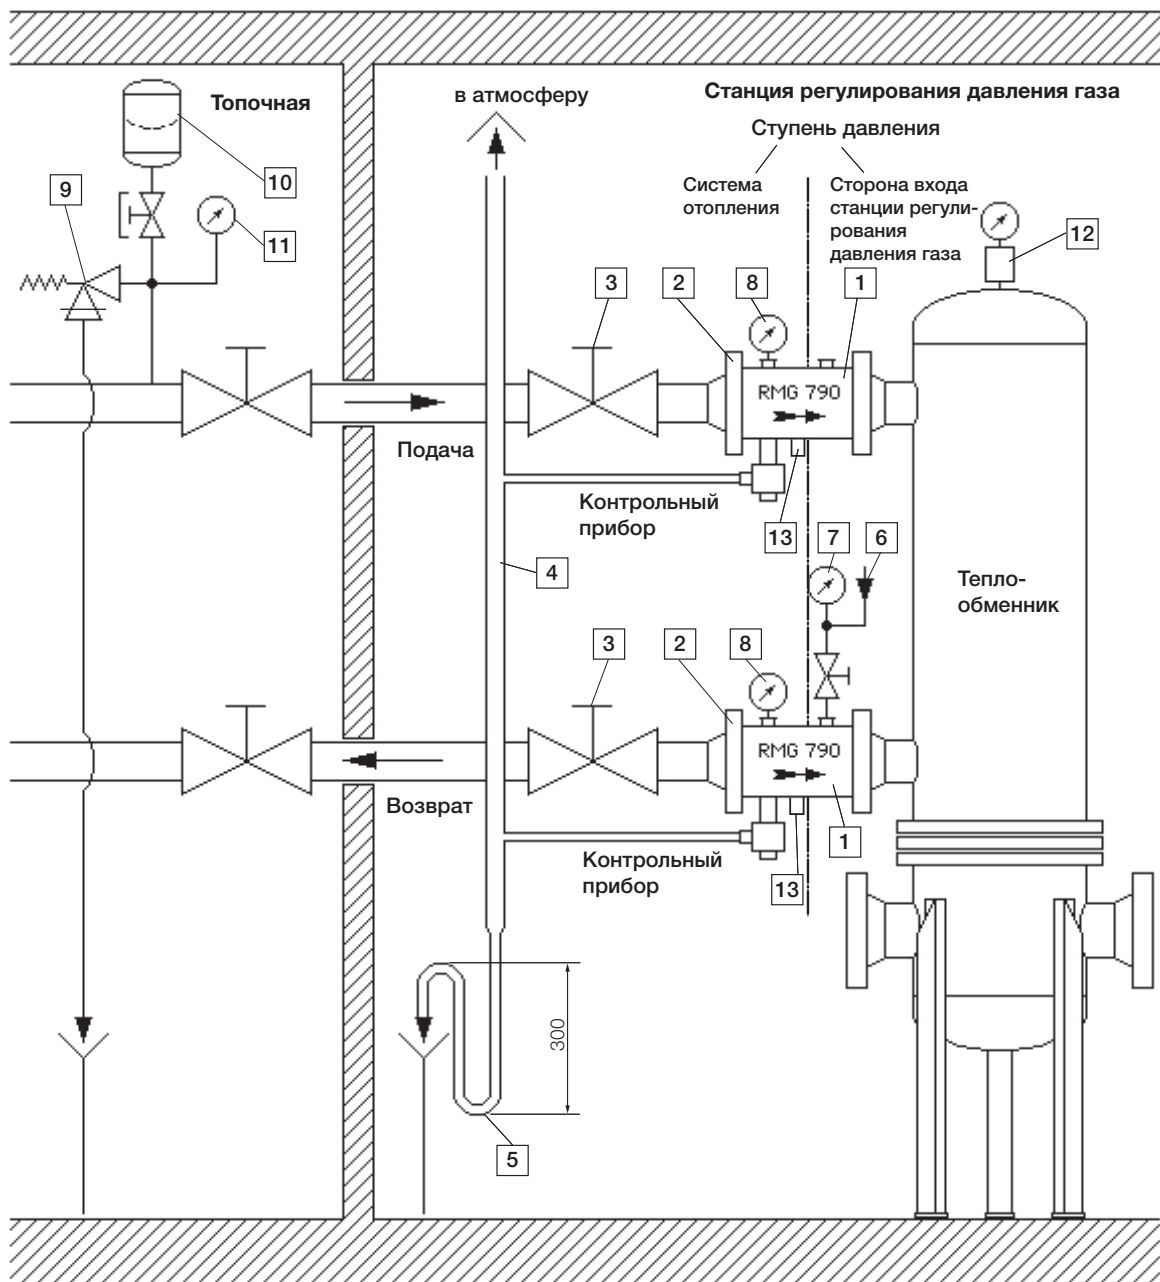 Топочная
в атмосферу
Станция регулирования давления газа
Ступень давления
Система
отопления
Сторона входа
станции регули-
рования
давления газа
10
9
11
12
3
2
8
1
RMG 790
Подача
Контрольный
прибор
13
7
6
4
Тепло-
обменник
3
2
8
RMG 790
Возврат
1
Контрольный
прибор
13
300
5